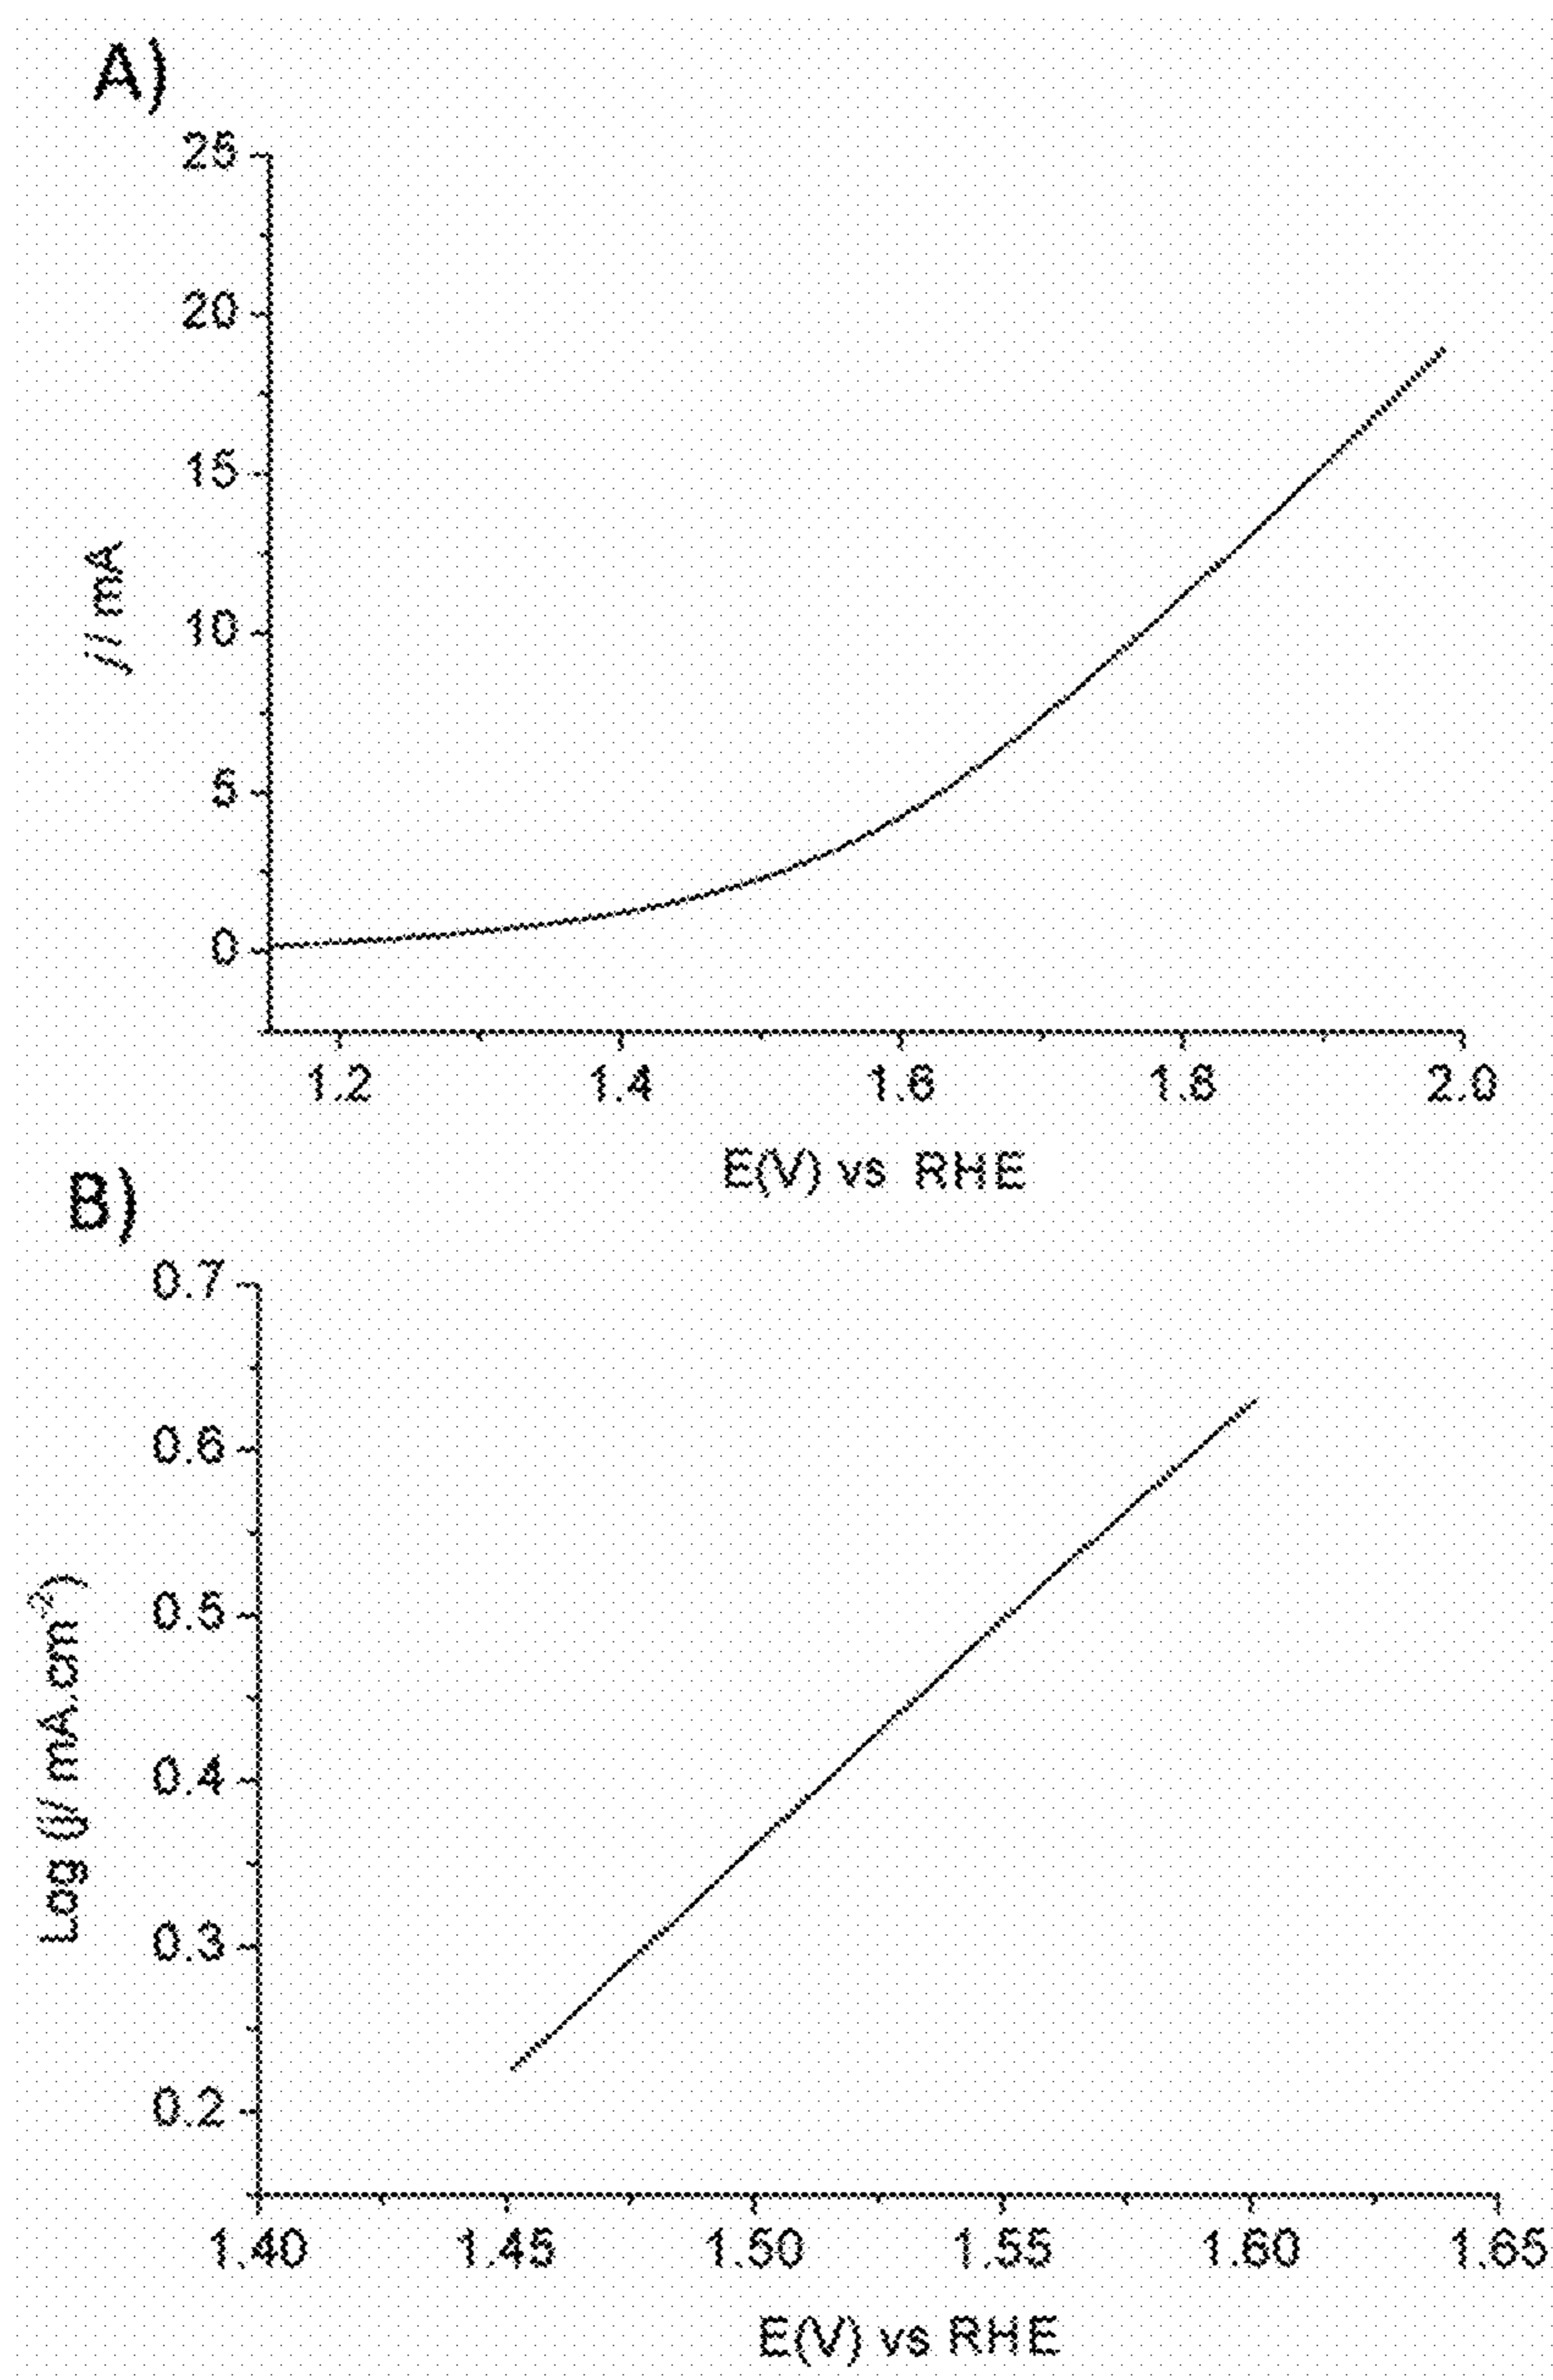 A)
25
20
15
10
5
0
j / mA
1.2 1.4 1.6 1.8 2.0
E(V) vs RHE
B)
0.7
0.6
0.5
0.4
0.3
0.2
Log (j/ mA.cm⁻²)
1.40 1.45 1.50 1.55 1.60 1.65
E(V) vs RHE